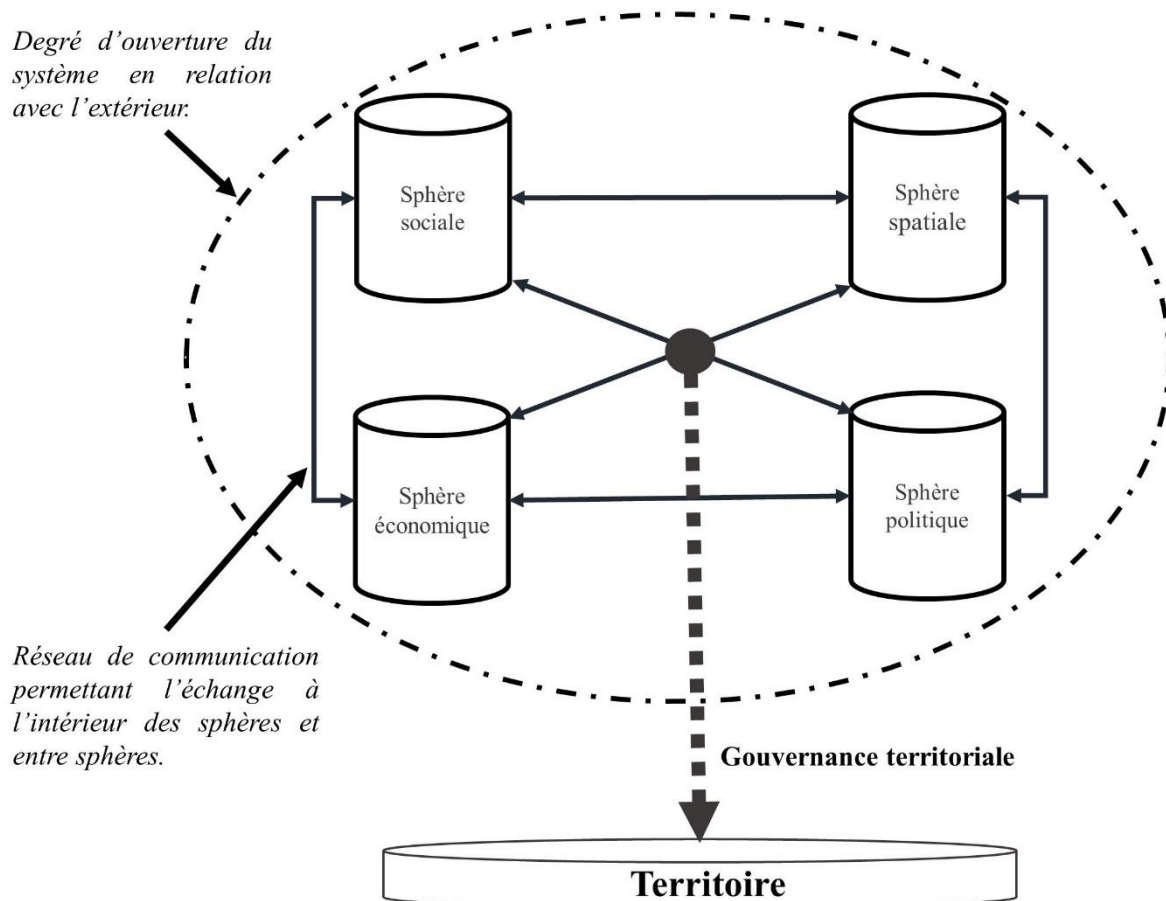 Degré d’ouverture du
système en relation
avec l’extérieur.
Sphère
sociale
Sphère
spatiale
Sphère
économique
Sphère
politique
Réseau de communication
permettant l’échange à
l’intérieur des sphères et
entre sphères.
Gouvernance territoriale
Territoire